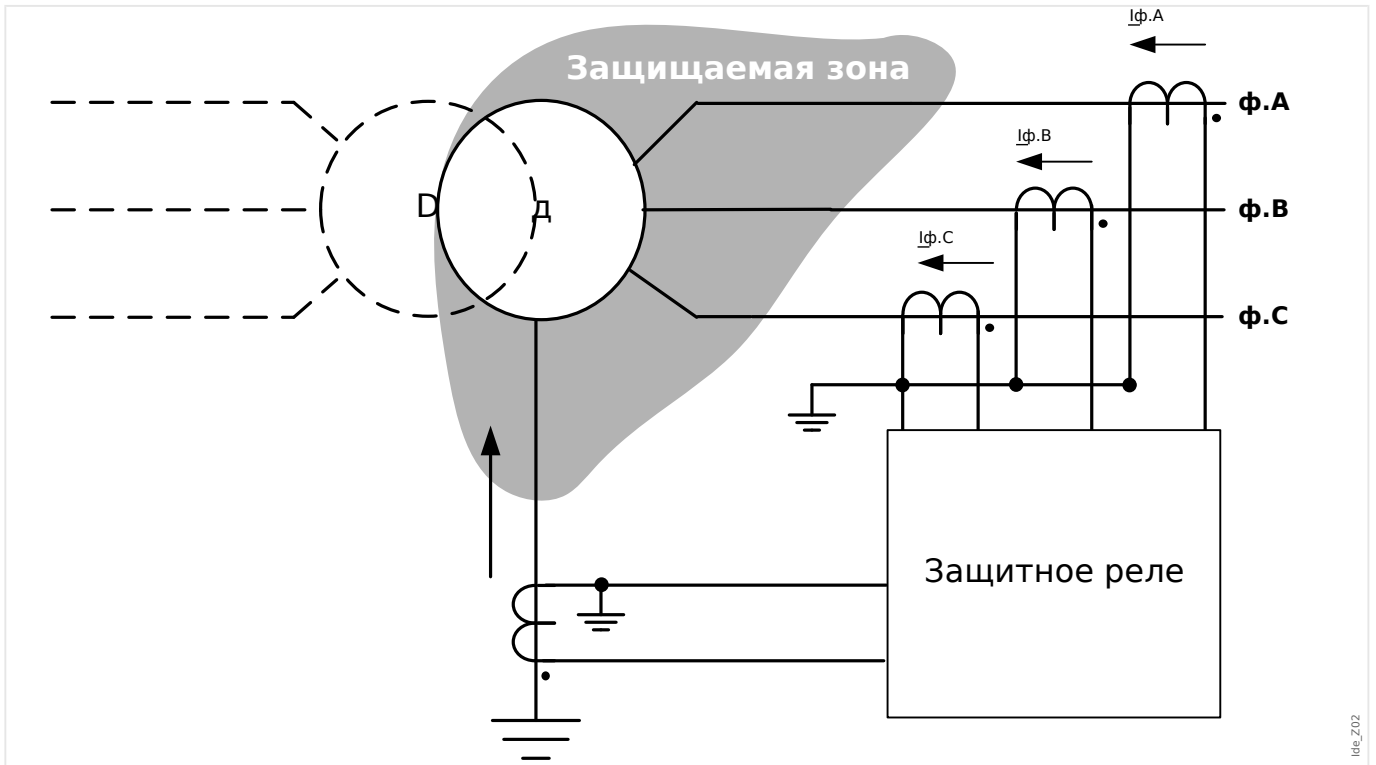 Iф.A
Защищаемая зона
ф.A
Iф.B
D
д
ф.B
Iф.C
ф.C
Защитное реле
Ide_Z02